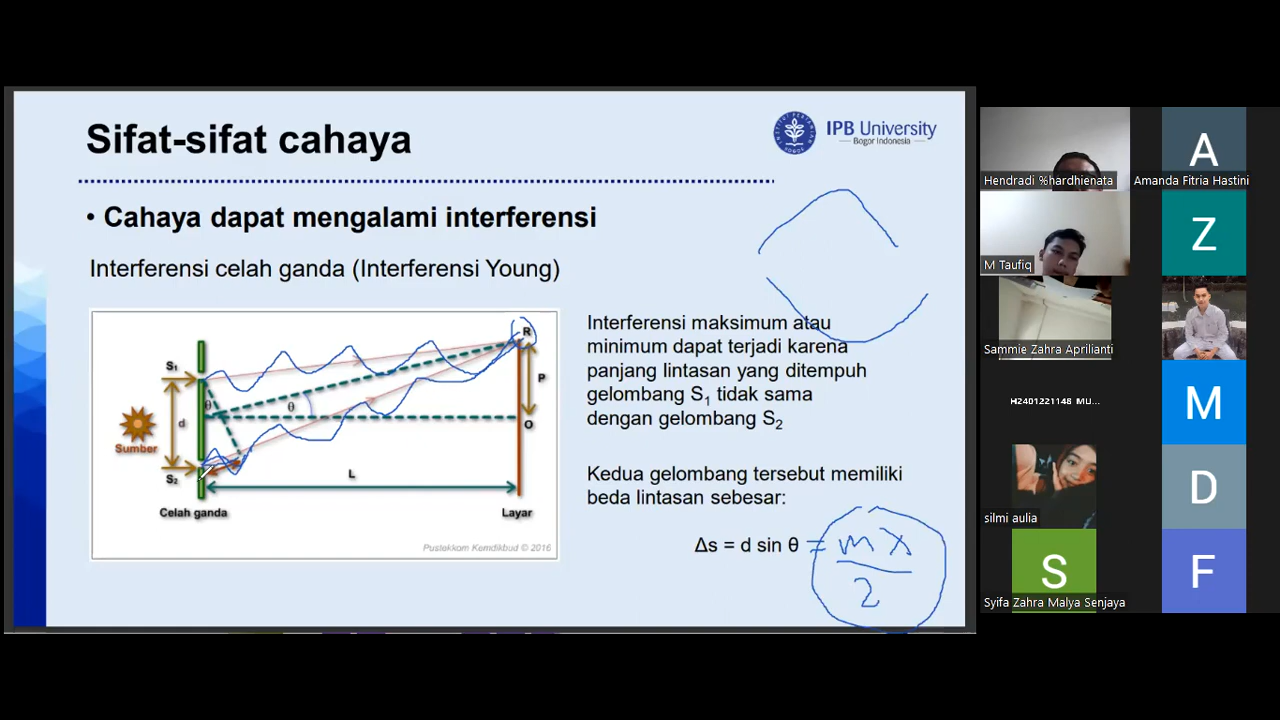 Sifat-sifat cahaya
IPB University
Bogor Indonesia
• Cahaya dapat mengalami interferensi
Interferensi celah ganda (Interferensi Young)
S1
d
S2
Sumber
θ
θ
R
P
O
L
Celah ganda
Layar
Pustekkom Kemdikbud © 2016
Interferensi maksimum atau
minimum dapat terjadi karena
panjang lintasan yang ditempuh
gelombang S1 tidak sama
dengan gelombang S2
Kedua gelombang tersebut memiliki
beda lintasan sebesar:
Δs = d sin θ = mλ/2
Hendradi %hardhienata
A
Amanda Fitria Hastini
M Taufiq
Z
Sammie Zahra Aprilianti
H2401221148 MU...
M
silmi aulia
D
S
Syifa Zahra Malya Senjaya
F